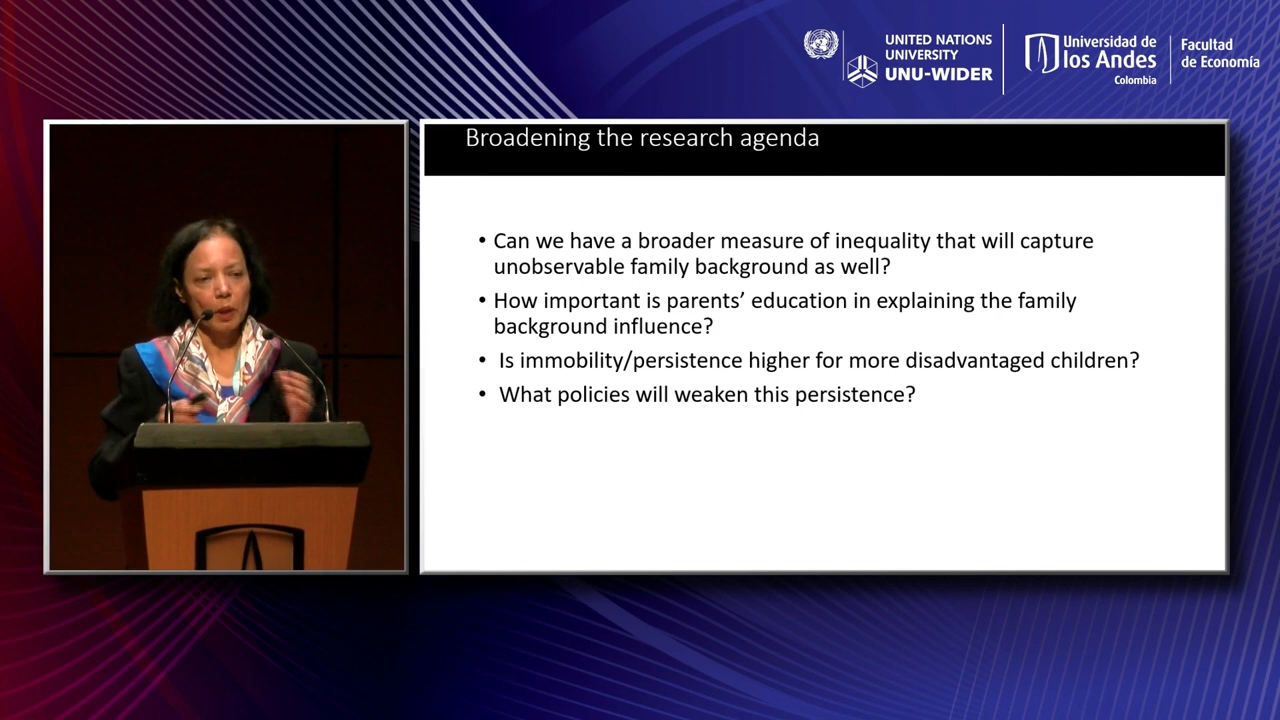 UNITED NATIONS
UNIVERSITY
UNU-WIDER
Universidad de
los Andes
Colombia
Facultad
de Economía
Broadening the research agenda
• Can we have a broader measure of inequality that will capture
unobservable family background as well?
• How important is parents’ education in explaining the family
background influence?
• Is immobility/persistence higher for more disadvantaged children?
• What policies will weaken this persistence?